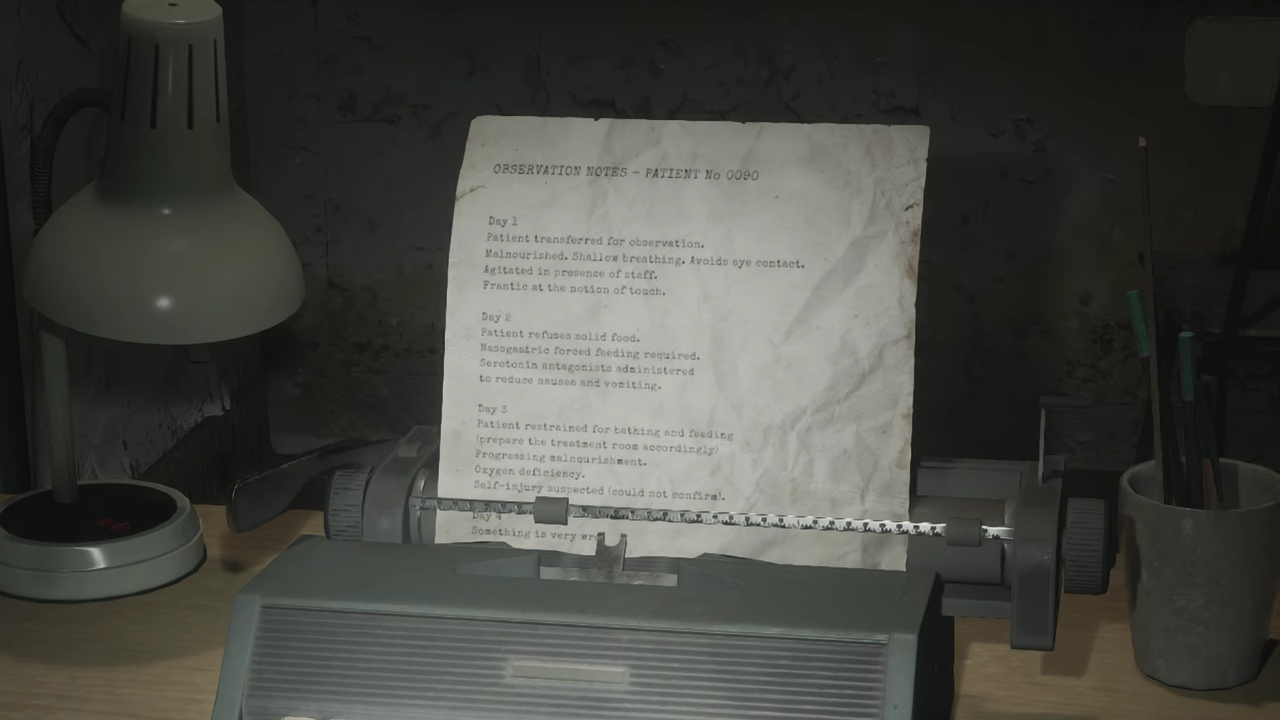 OBSERVATION NOTES - PATIENT No 0090
Day 1
Patient transferred for observation.
Malnourished. Shallow breathing. Avoids eye contact.
Agitated in presence of staff.
Frantic at the notion of touch.
Day 2
Patient refuses solid food.
Nasogastric forced feeding required.
Serotonin antagonists administered
to reduce nausea and vomiting.
Day 3
Patient restrained for bathing and feeding
(prepare the treatment room accordingly)
Progressing malnourishment.
Oxygen deficiency.
Self-injury suspected (could not confirm).
Day 4
Something is very wr